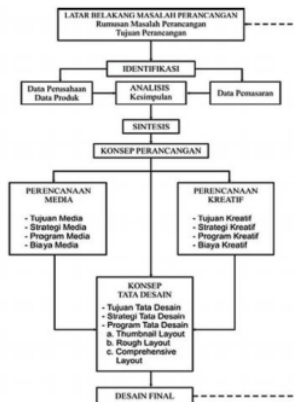 LATAR BELAKANG MASALAH PERANCANGAN
Rumusan Masalah Perancangan
Tujuan Perancangan
IDENTIFIKASI
Data Perusahaan
Data Produk
ANALISIS
Kesimpulan
Data Pemasaran
SINTESIS
KONSEP PERANCANGAN
PERENCANAAN
MEDIA
- Tujuan Media
- Strategi Media
- Program Media
- Biaya Media
PERENCANAAN
KREATIF
- Tujuan Kreatif
- Strategi Kreatif
- Program Kreatif
- Biaya Kreatif
KONSEP
TATA DESAIN
- Tujuan Tata Desain
- Strategi Tata Desain
- Program Tata Desain
a. Thumbnail Layout
b. Rough Layout
c. Comprehensive
Layout
DESAIN FINAL